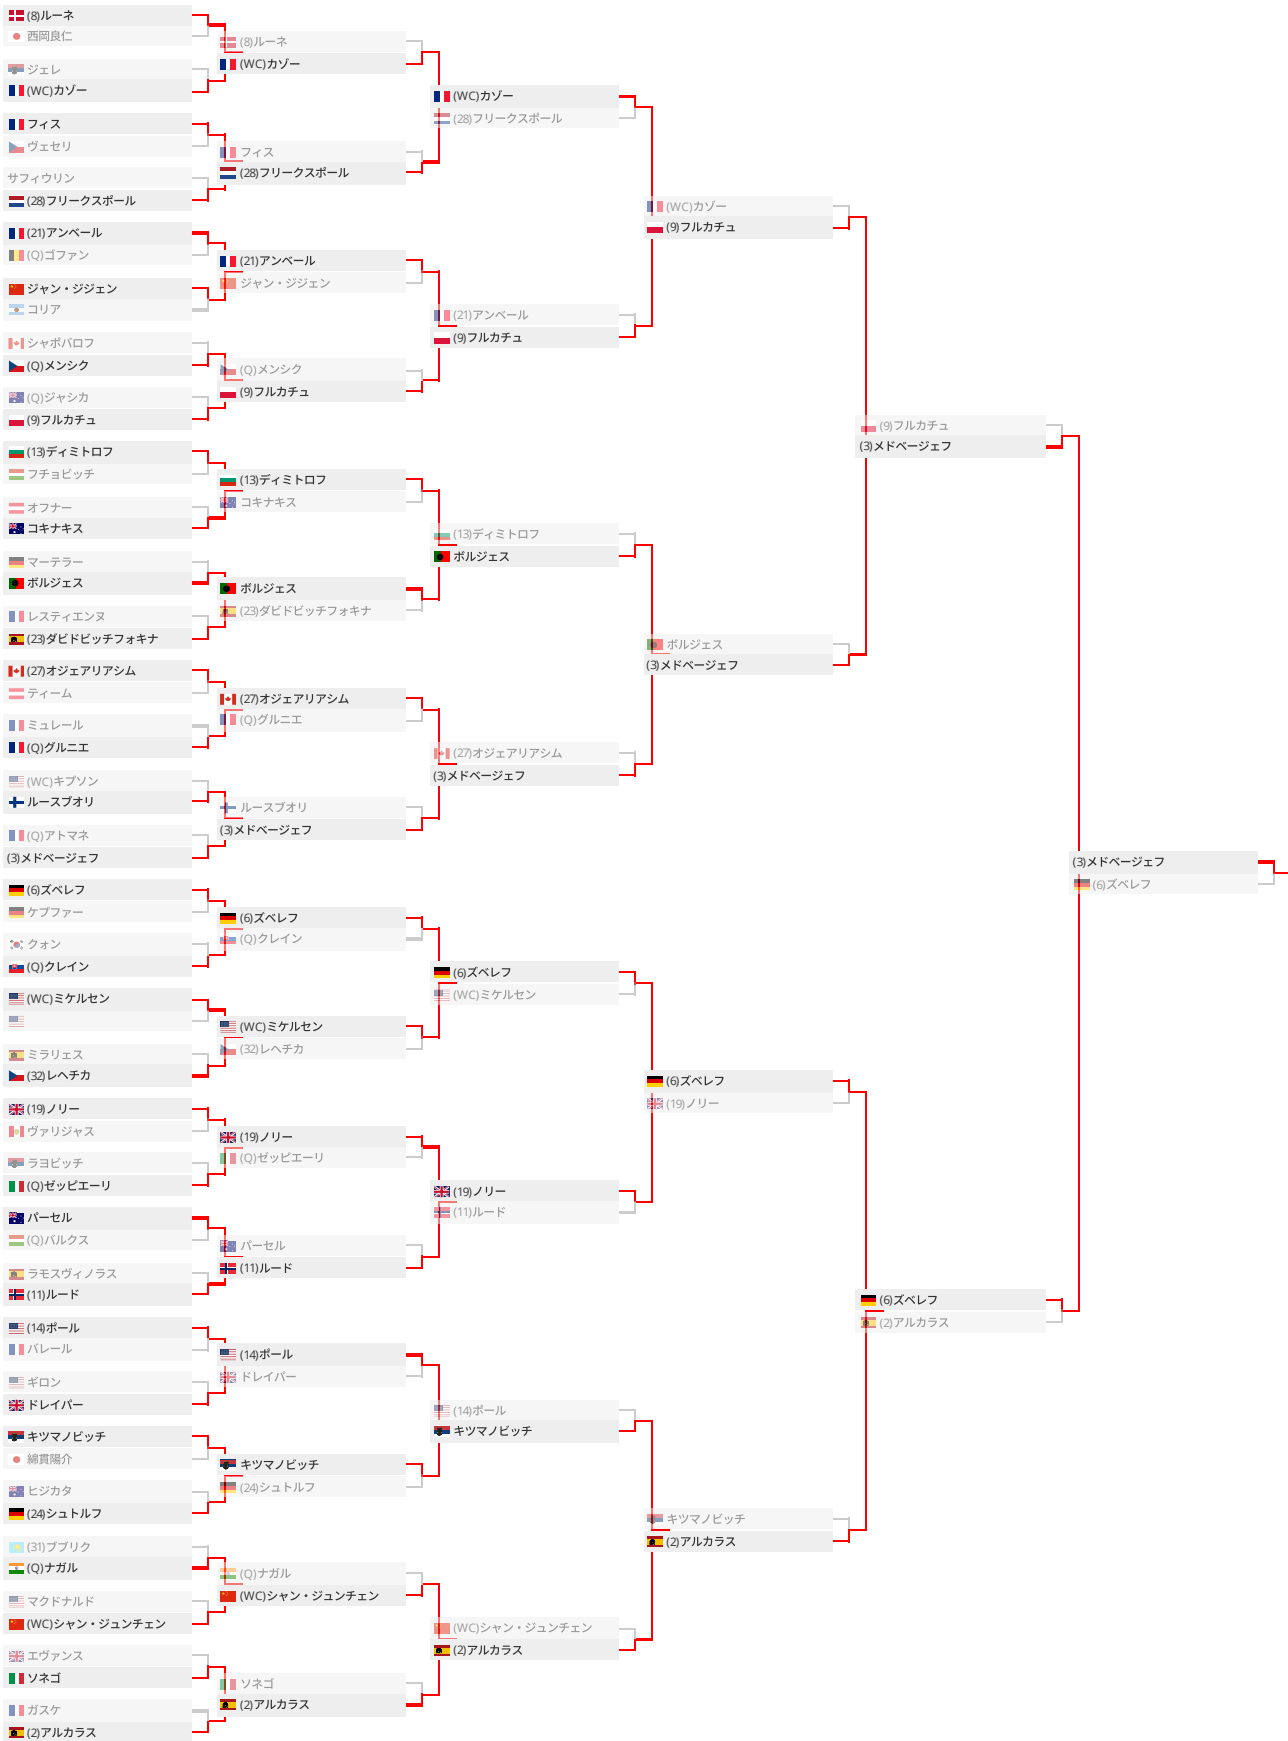 (8)ルーネ
西岡良仁
ジェレ
(WC)カゾー
フィス
ヴェセリ
サフィウリン
(28)フリークスポール
(21)アンベール
(Q)ゴファン
ジャン・ジジェン
コリア
シャポバロフ
(Q)メンシク
(Q)ジャシカ
(9)フルカチュ
(13)ディミトロフ
フチョビッチ
オフナー
コキナキス
マーテラー
ボルジェス
レスティエンヌ
(23)ダビドビッチフォキナ
(27)オジェアリアシム
ティーム
ミュレール
(Q)グルニエ
(WC)キプソン
ルースブオリ
(Q)アトマネ
(3)メドベージェフ
(6)ズベレフ
ケプファー
クォン
(Q)クレイン
(WC)ミケルセン
ミラリェス
(32)レヘチカ
(19)ノリー
ヴァリジャス
ラヨビッチ
(Q)ゼッピエーリ
パーセル
(Q)バルクス
ラモスヴィノラス
(11)ルード
(14)ポール
バレール
ギロン
ドレイパー
キツマノビッチ
綿貫陽介
ヒジカタ
(24)シュトルフ
(31)ブブリク
(Q)ナガル
マクドナルド
(WC)シャン・ジュンチェン
エヴァンス
ソネゴ
ガスケ
(2)アルカラス
(8)ルーネ
(WC)カゾー
フィス
(28)フリークスポール
(21)アンベール
ジャン・ジジェン
(Q)メンシク
(9)フルカチュ
(13)ディミトロフ
コキナキス
ボルジェス
(23)ダビドビッチフォキナ
(27)オジェアリアシム
(Q)グルニエ
ルースブオリ
(3)メドベージェフ
(6)ズベレフ
(Q)クレイン
(WC)ミケルセン
(32)レヘチカ
(19)ノリー
(Q)ゼッピエーリ
パーセル
(11)ルード
(14)ポール
ドレイパー
キツマノビッチ
(24)シュトルフ
(Q)ナガル
(WC)シャン・ジュンチェン
ソネゴ
(2)アルカラス
(WC)カゾー
(28)フリークスポール
(21)アンベール
(9)フルカチュ
(13)ディミトロフ
ボルジェス
(27)オジェアリアシム
(3)メドベージェフ
(6)ズベレフ
(WC)ミケルセン
(19)ノリー
(11)ルード
(14)ポール
キツマノビッチ
(WC)シャン・ジュンチェン
(2)アルカラス
(WC)カゾー
(9)フルカチュ
ボルジェス
(3)メドベージェフ
(6)ズベレフ
(19)ノリー
キツマノビッチ
(2)アルカラス
(9)フルカチュ
(3)メドベージェフ
(6)ズベレフ
(2)アルカラス
(3)メドベージェフ
(6)ズベレフ